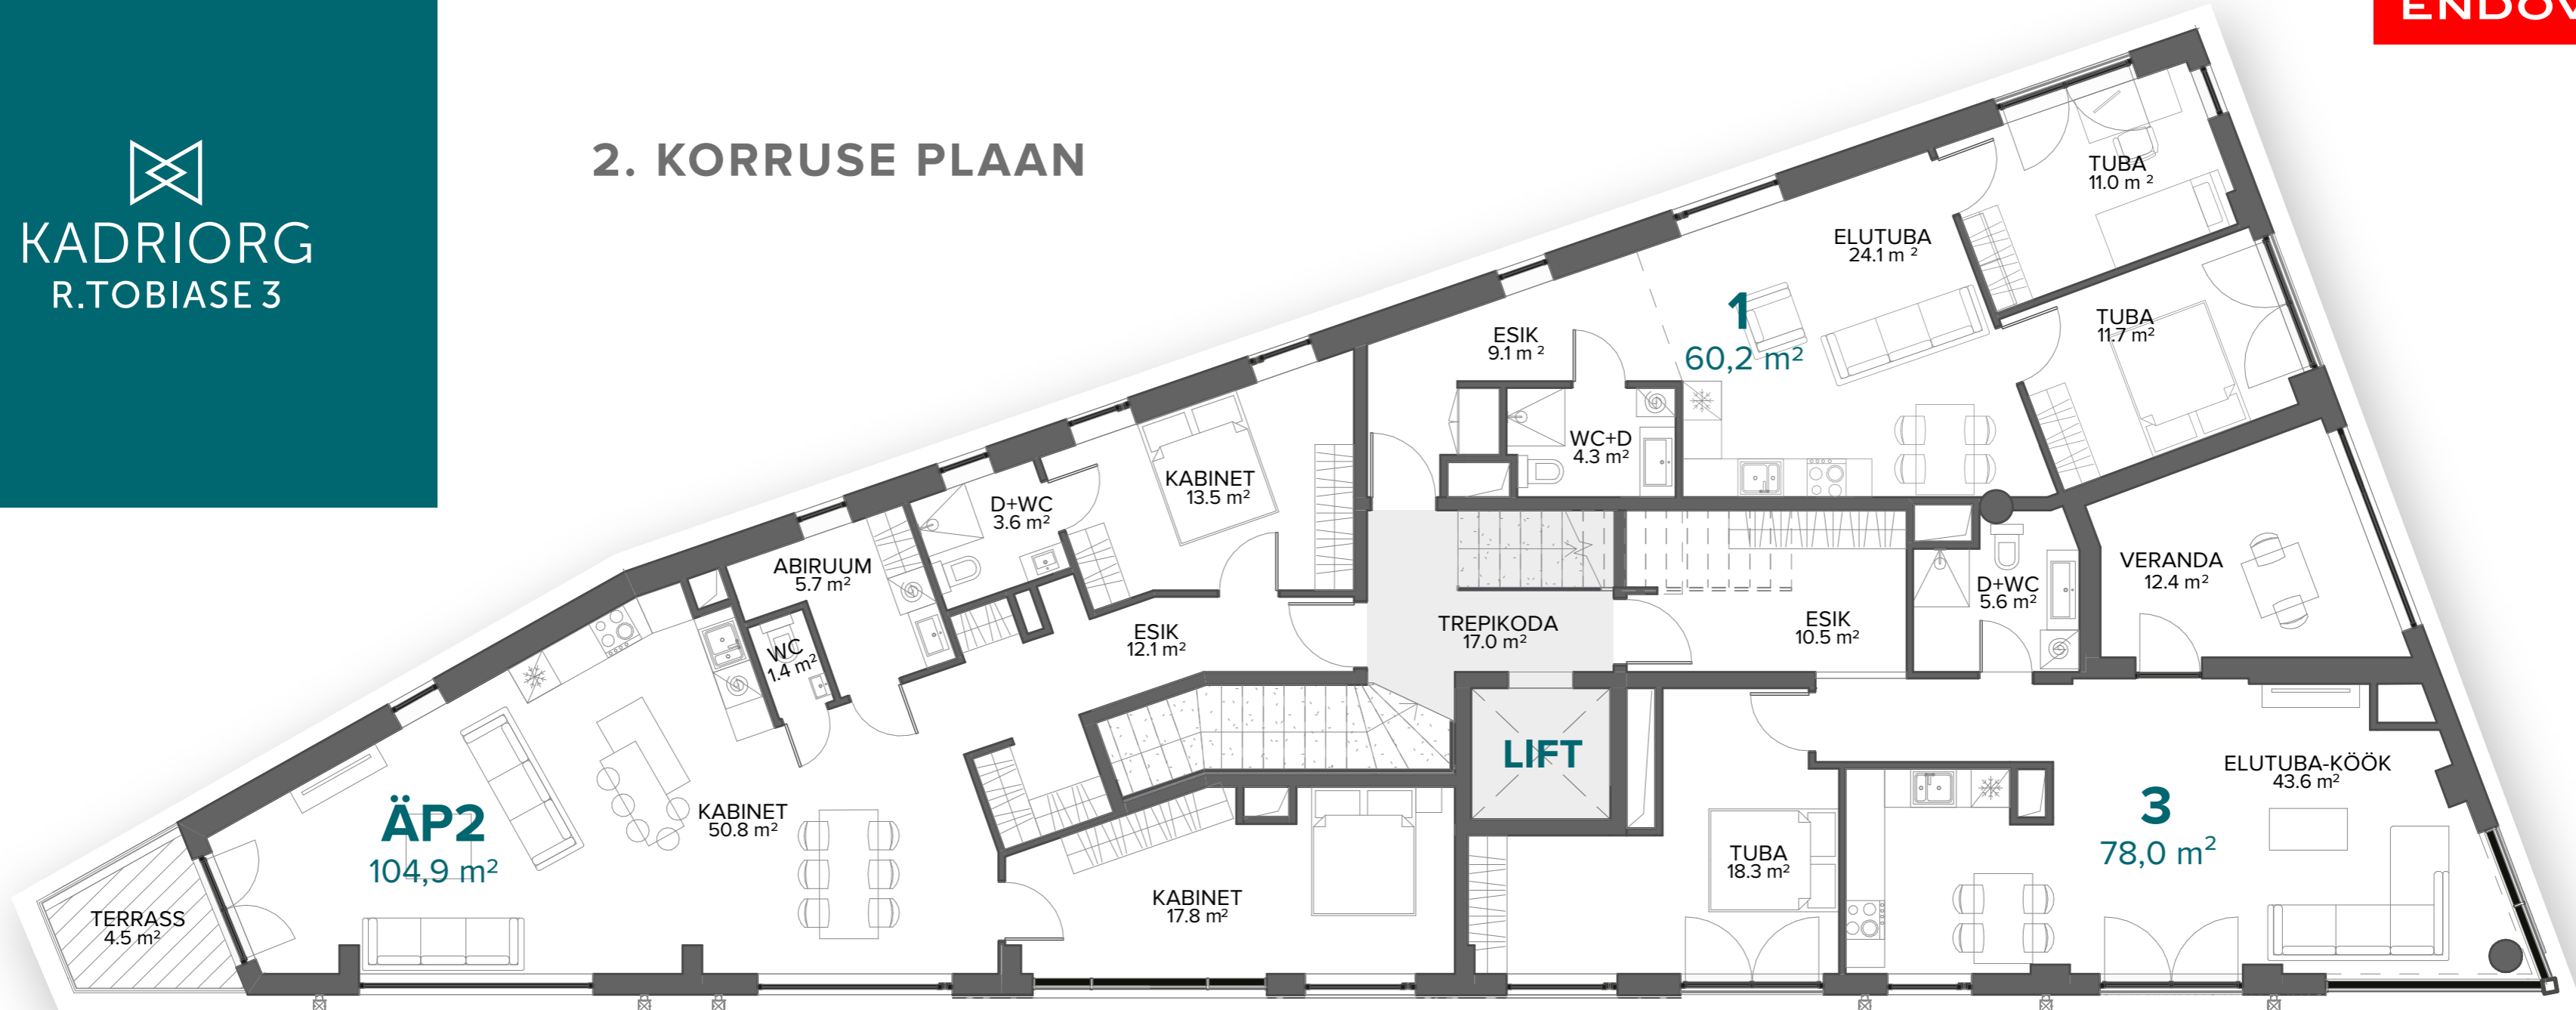 KADRIORG
R.TOBIASE 3
2. KORRUSE PLAAN
TUBA
11.0 m²
ELUTUBA
24.1 m²
1
60,2 m²
TUBA
11.7 m²
ESIK
9.1 m²
WC+D
4.3 m²
KABINET
13.5 m²
D+WC
3.6 m²
ABIRUUM
5.7 m²
WC
1.4 m²
ESIK
12.1 m²
TREPIKODA
17.0 m²
ESIK
10.5 m²
D+WC
5.6 m²
VERANDA
12.4 m²
LIFT
ELUTUBA-KÖÖK
43.6 m²
3
78,0 m²
TUBA
18.3 m²
KABINET
17.8 m²
KABINET
50.8 m²
ÄP2
104,9 m²
TERRASS
4.5 m²